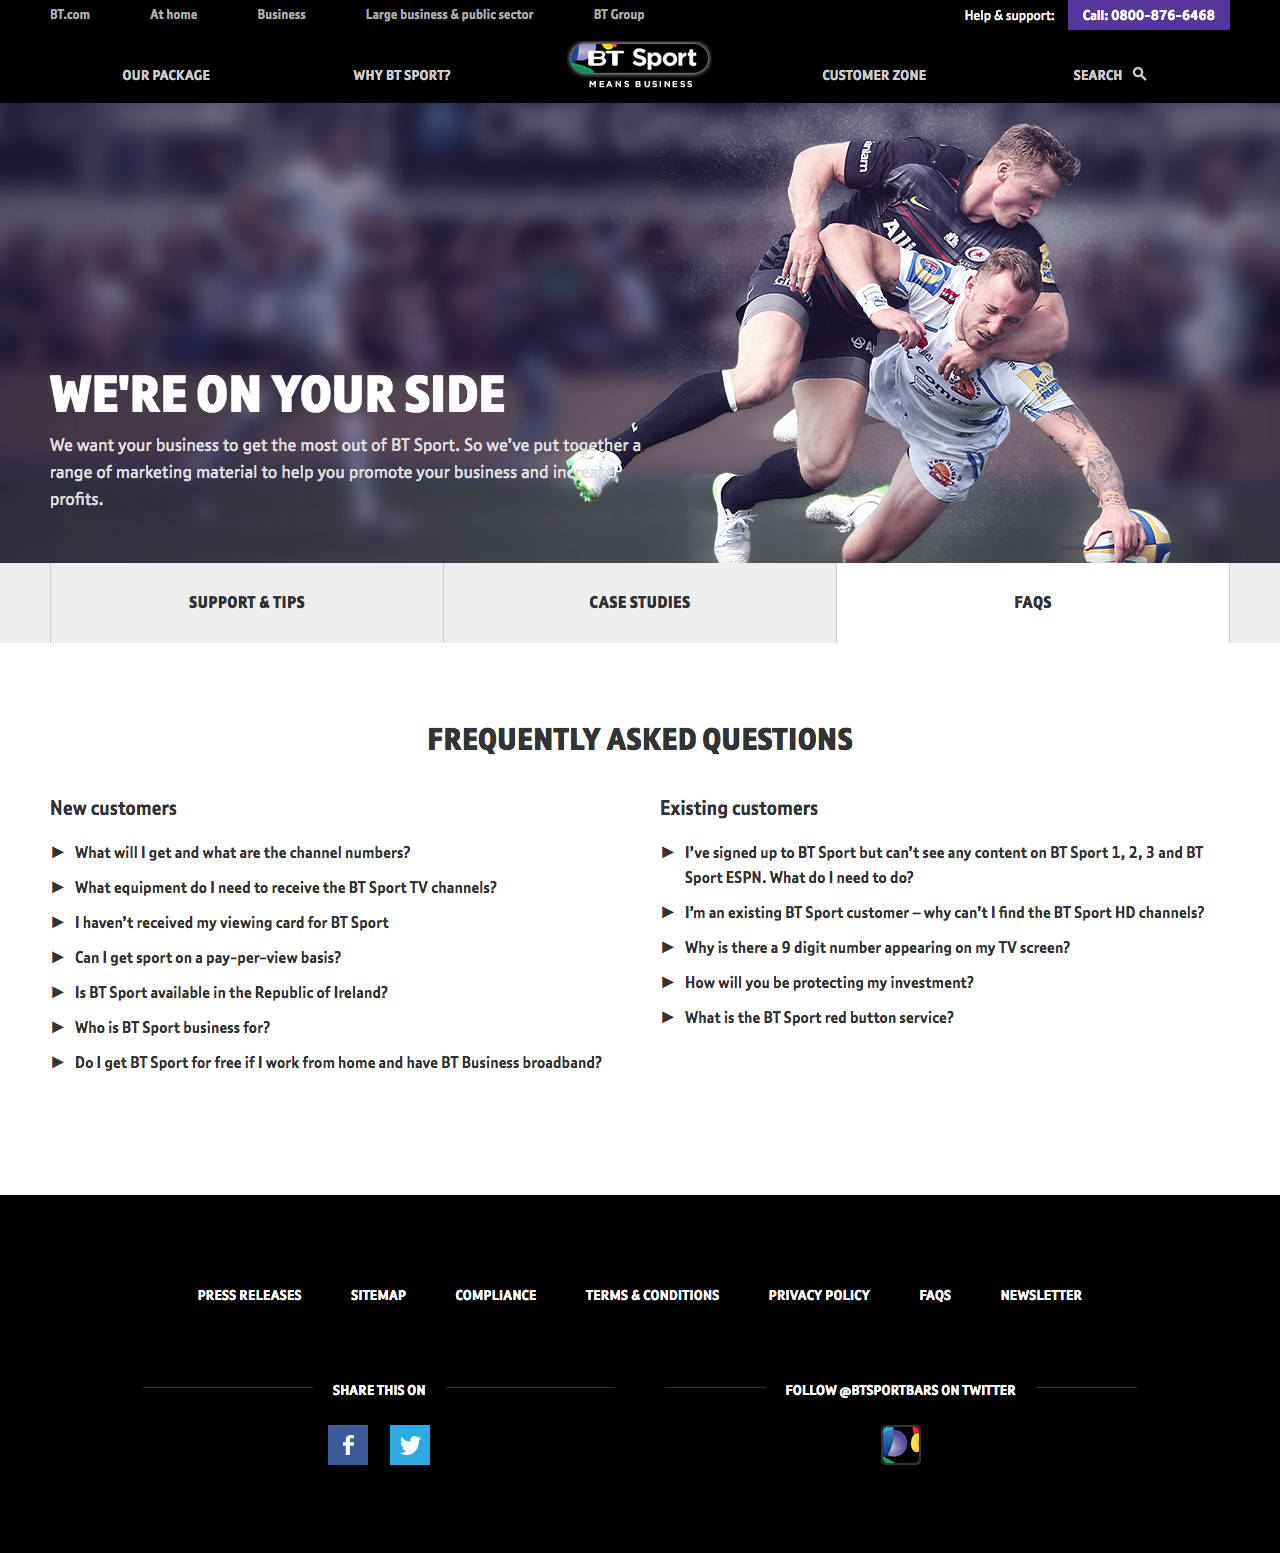 BT.com At home Business Large business & public sector BT Group Help & support: Call: 0800-876-6468
OUR PACKAGE WHY BT SPORT? BT Sport CUSTOMER ZONE SEARCH
MEANS BUSINESS
WE'RE ON YOUR SIDE
We want your business to get the most out of BT Sport. So we've put together a
range of marketing material to help you promote your business and increase
profits.
SUPPORT & TIPS CASE STUDIES FAQS
FREQUENTLY ASKED QUESTIONS
New customers
► What will I get and what are the channel numbers?
► What equipment do I need to receive the BT Sport TV channels?
► I haven’t received my viewing card for BT Sport
► Can I get sport on a pay-per-view basis?
► Is BT Sport available in the Republic of Ireland?
► Who is BT Sport business for?
► Do I get BT Sport for free if I work from home and have BT Business broadband?
Existing customers
► I’ve signed up to BT Sport but can’t see any content on BT Sport 1, 2, 3 and BT
Sport ESPN. What do I need to do?
► I’m an existing BT Sport customer – why can’t I find the BT Sport HD channels?
► Why is there a 9 digit number appearing on my TV screen?
► How will you be protecting my investment?
► What is the BT Sport red button service?
PRESS RELEASES SITEMAP COMPLIANCE TERMS & CONDITIONS PRIVACY POLICY FAQS NEWSLETTER
SHARE THIS ON FOLLOW @BTSPORTBARS ON TWITTER